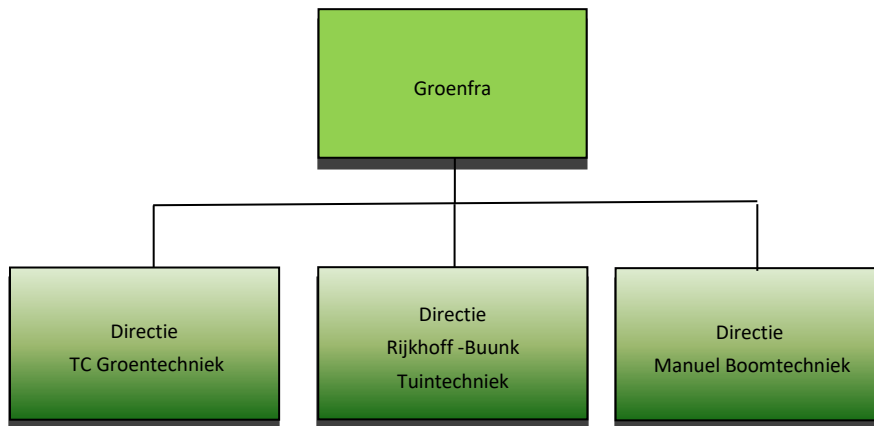 Groenfra
Directie
TC Groentechniek
Directie
Rijkhoff -Buunk
Tuintechniek
Directie
Manuel Boomtechniek